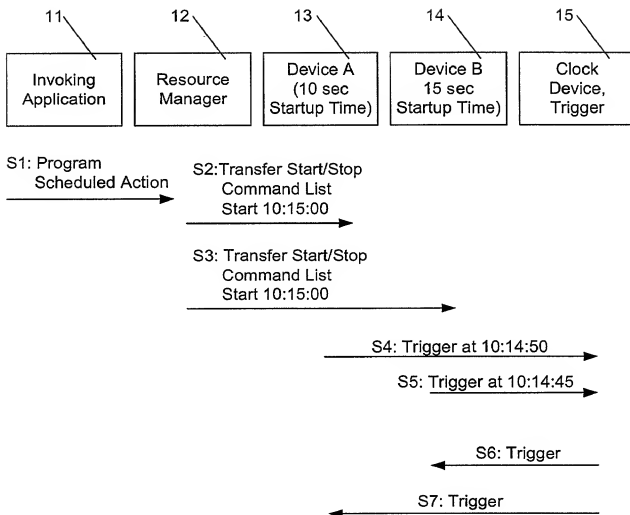 11
12
13
14
15
Invoking
Application
Resource
Manager
Device A
(10 sec
Startup Time)
Device B
15 sec
Startup Time)
Clock
Device,
Trigger
S1: Program
Scheduled Action
S2:Transfer Start/Stop
Command List
Start 10:15:00
S3: Transfer Start/Stop
Command List
Start 10:15:00
S4: Trigger at 10:14:50
S5: Trigger at 10:14:45
S6: Trigger
S7: Trigger